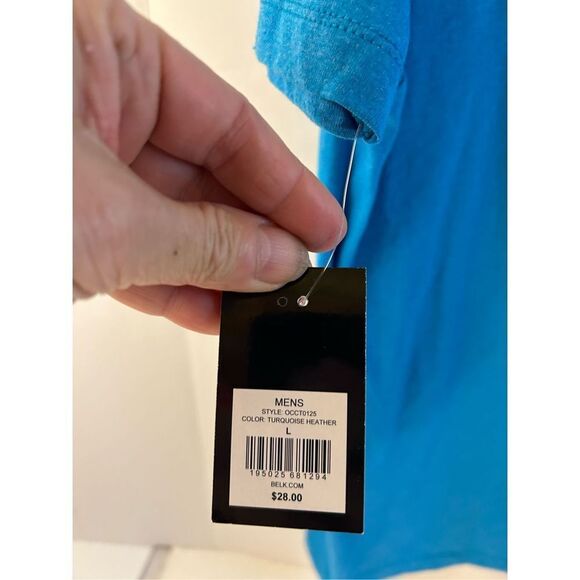 MENS
STYLE: OCCT0125
COLOR: TURQUOISE HEATHER
L
195025 681294
BELK.COM
$28.00